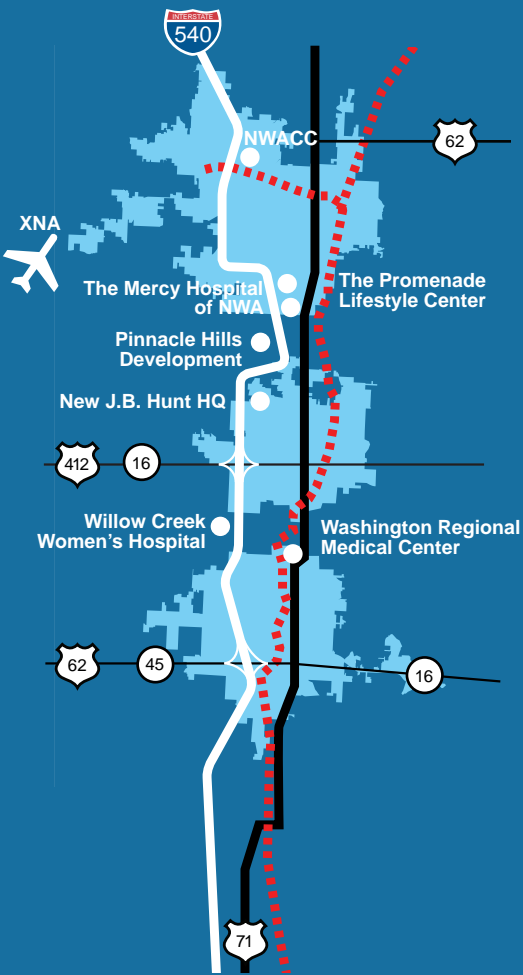 INTERSTATE
540
NWACC
62
XNA
The Mercy Hospital
of NWA
The Promenade
Lifestyle Center
Pinnacle Hills
Development
New J.B. Hunt HQ
412
16
Willow Creek
Women's Hospital
Washington Regional
Medical Center
62
45
16
71